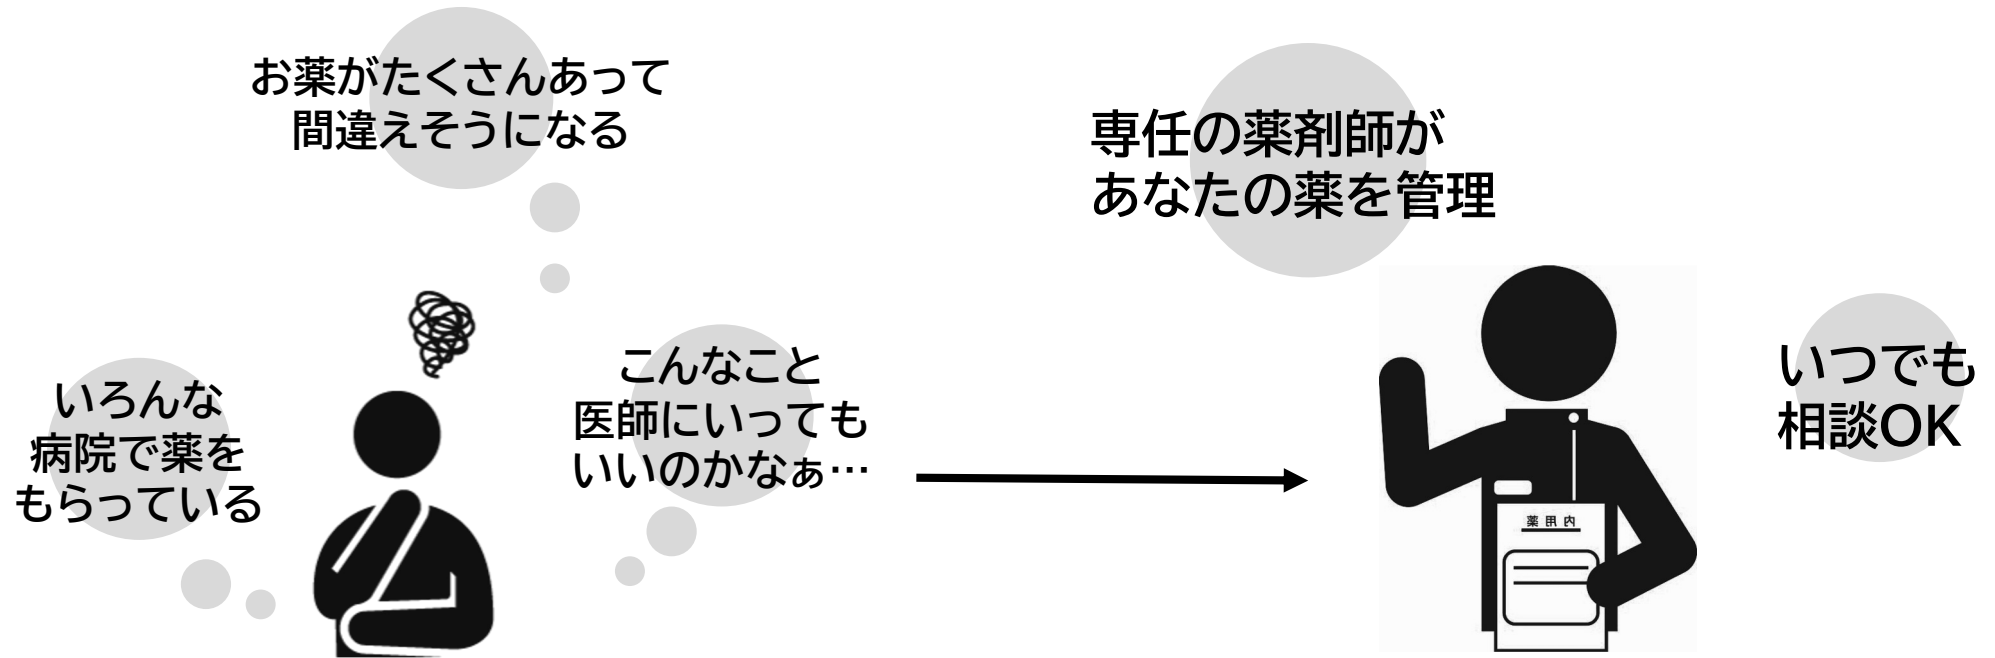 お薬がたくさんあって
間違えそうになる
いろんな
病院で薬を
もらっている
こんなこと
医師にいっても
いいのかなぁ…
専任の薬剤師が
あなたの薬を管理
いつでも
相談OK
内用薬